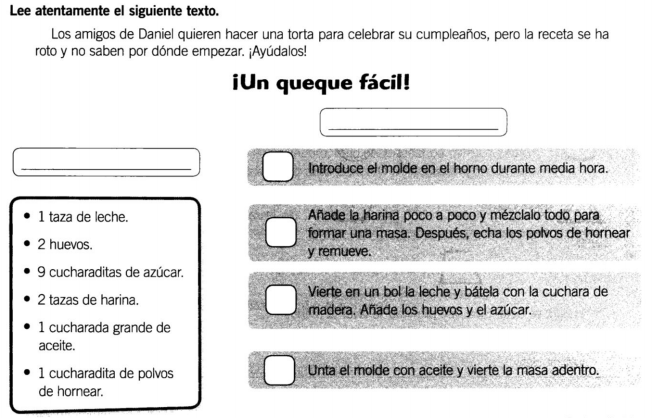 Lee atentamente el siguiente texto.
Los amigos de Daniel quieren hacer una torta para celebrar su cumpleaños, pero la receta se ha
roto y no saben por dónde empezar. ¡Ayúdalos!
¡Un queque fácil!
• 1 taza de leche.
• 2 huevos.
• 9 cucharaditas de azúcar.
• 2 tazas de harina.
• 1 cucharada grande de
aceite.
• 1 cucharadita de polvos
de hornear.
Introduce el molde en el horno durante media hora.
Añade la harina poco a poco y mézclalo todo para
formar una masa. Después, echa los polvos de hornear
y remueve.
Vierte en un bol la leche y bátela con la cuchara de
madera. Añade los huevos y el azúcar.
Unta el molde con aceite y vierte la masa adentro.